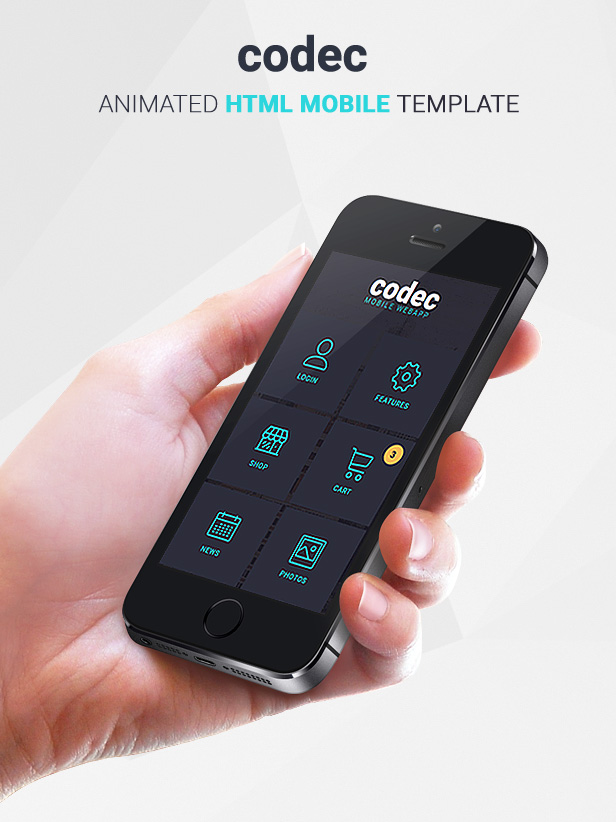 codec
ANIMATED HTML MOBILE TEMPLATE
codec
MOBILE WEBAPP
LOGIN
FEATURES
SHOP
3
CART
NEWS
PHOTOS